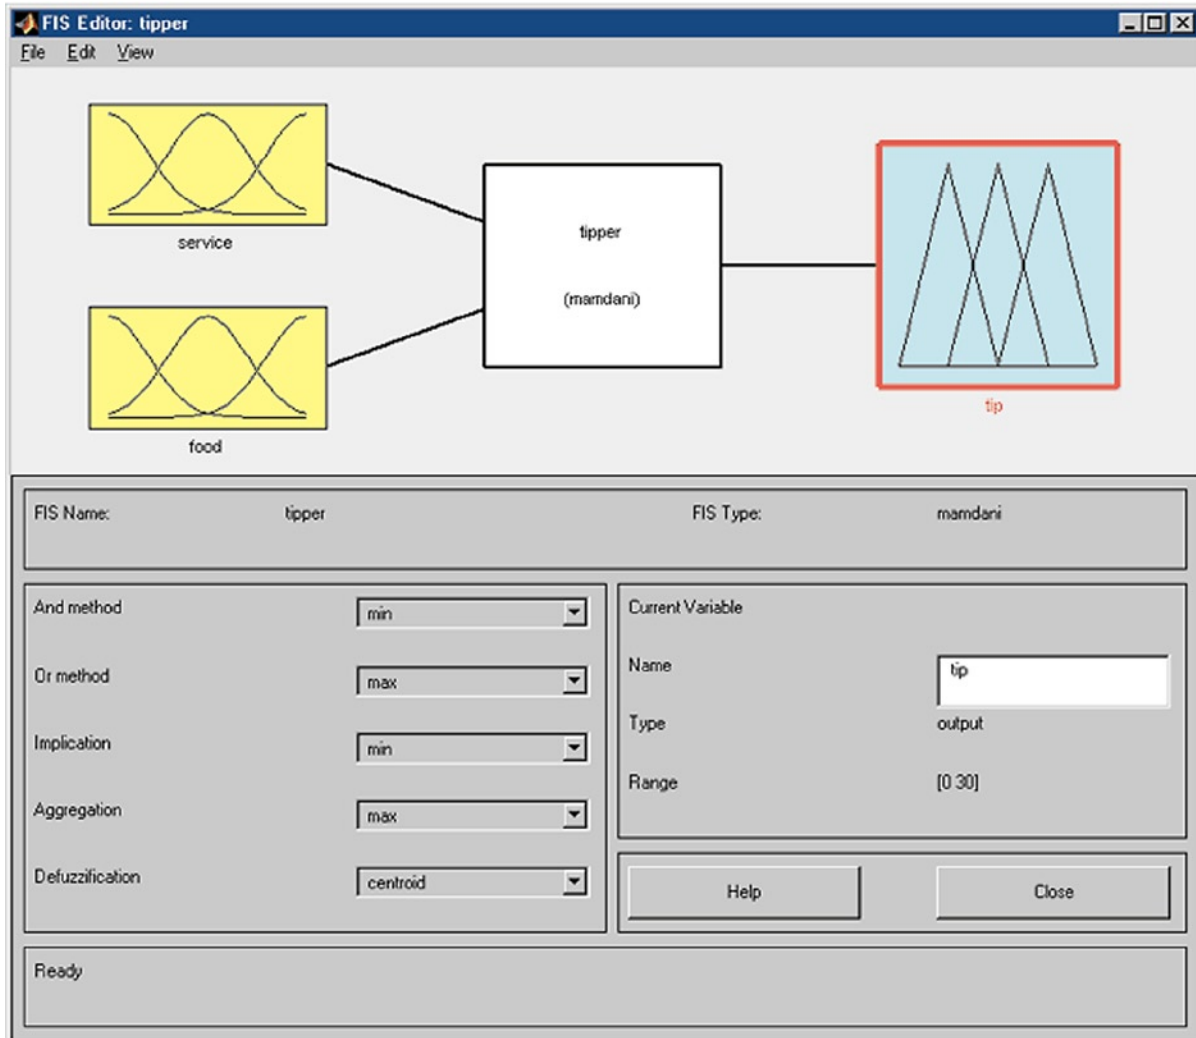 FIS Editor: tipper
File Edit View
service
food
tipper
(mamdani)
tip
FIS Name: tipper
FIS Type: mamdani
And method min
Or method max
Implication min
Aggregation max
Defuzzification centroid
Current Variable
Name tip
Type output
Range [0 30]
Help
Close
Ready